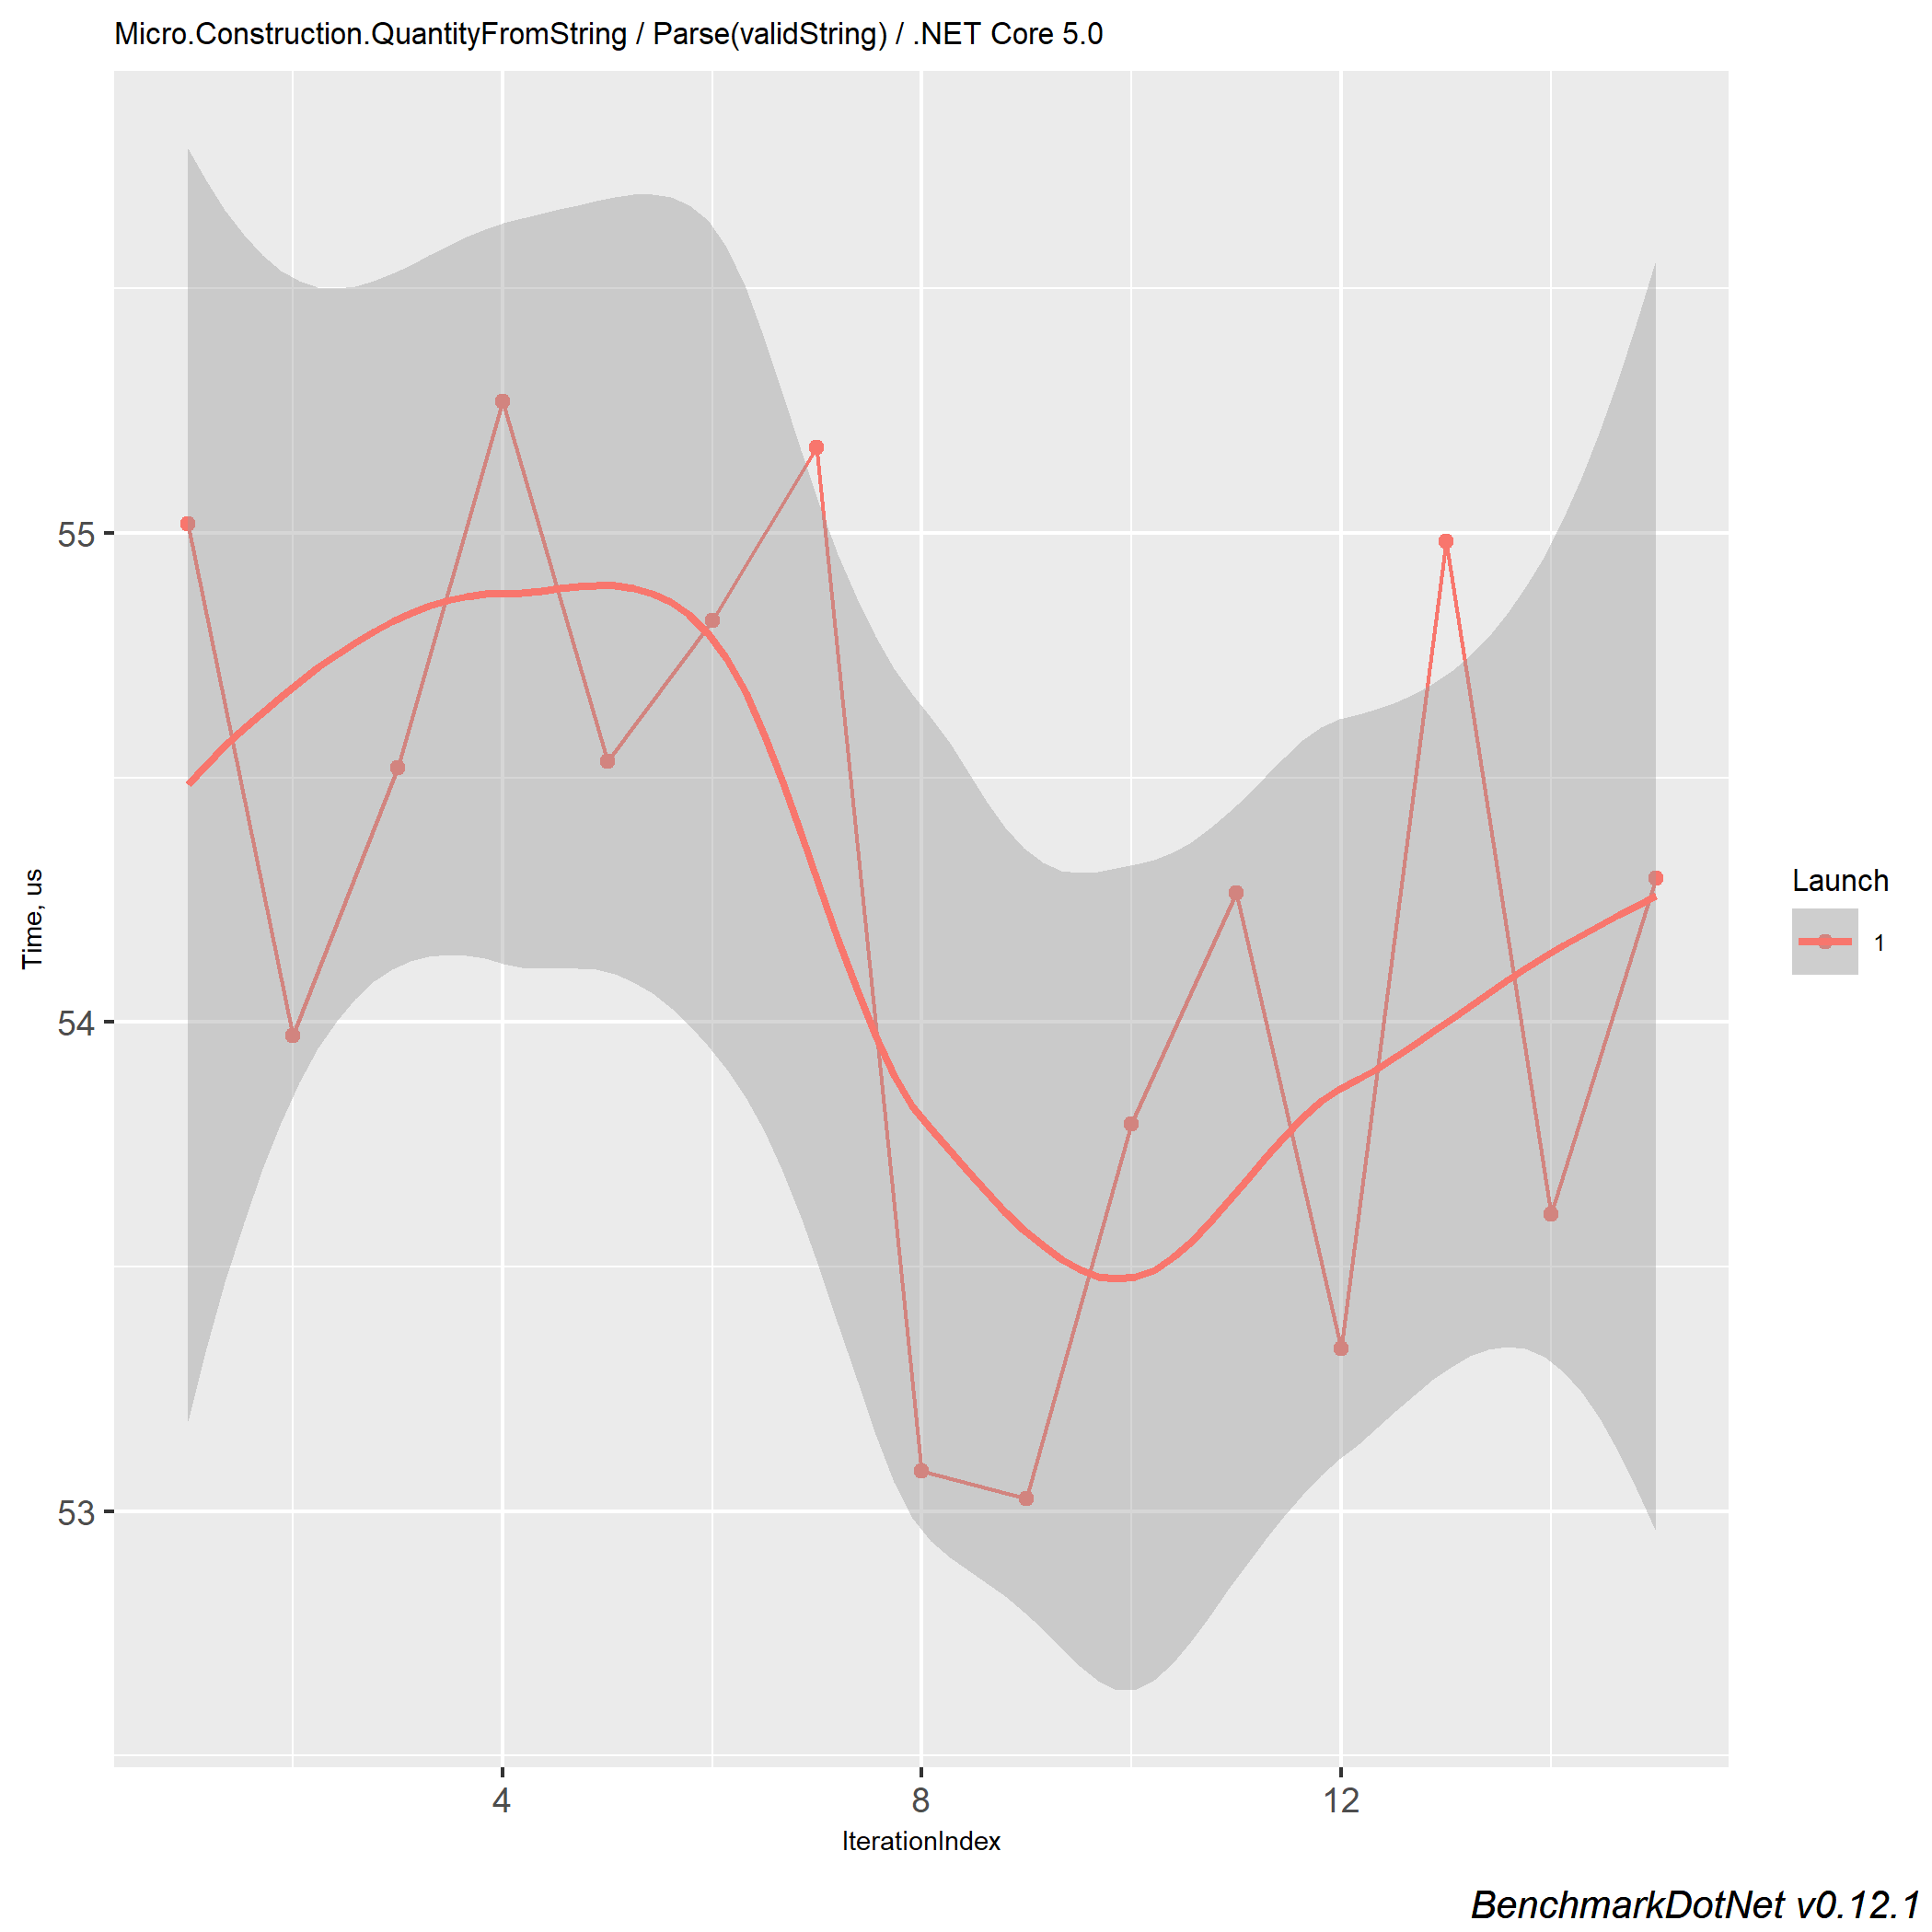 Micro.Construction.QuantityFromString / Parse(validString) / .NET Core 5.0
55
54
53
Time, us
4
8
12
IterationIndex
Launch
1
BenchmarkDotNet v0.12.1